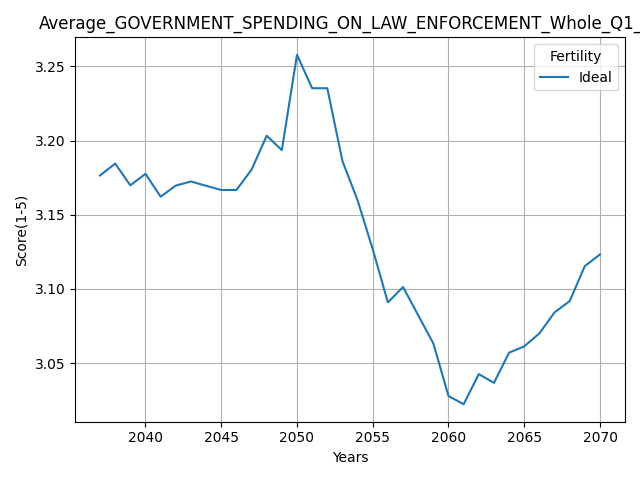 Average_GOVERNMENT_SPENDING_ON_LAW_ENFORCEMENT_Whole_Q1_
Fertility
Ideal
3.25
3.20
3.15
3.10
3.05
Score(1-5)
2040 2045 2050 2055 2060 2065 2070
Years